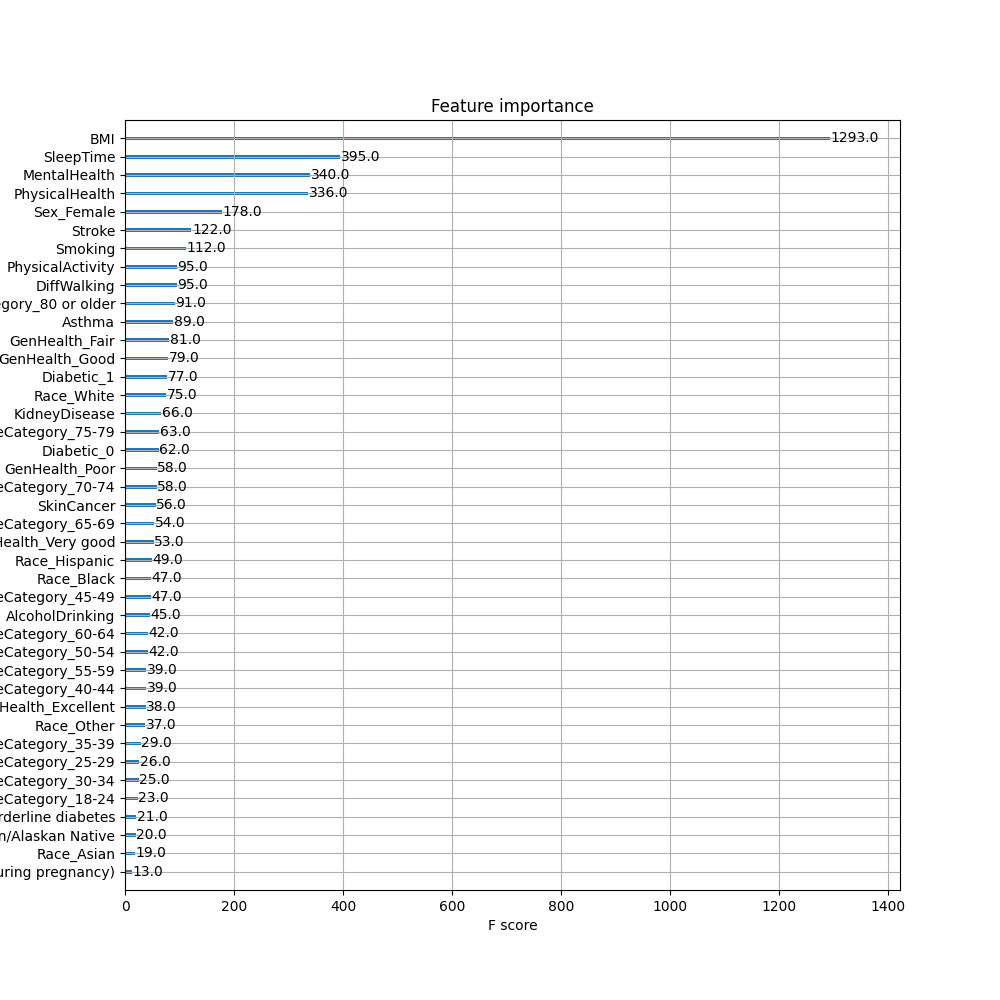 Feature importance
BMI 1293.0
SleepTime 395.0
MentalHealth 340.0
PhysicalHealth 336.0
Sex_Female 178.0
Stroke 122.0
Smoking 112.0
PhysicalActivity 95.0
DiffWalking 95.0
egory_80 or older 91.0
Asthma 89.0
GenHealth_Fair 81.0
GenHealth_Good 79.0
Diabetic_1 77.0
Race_White 75.0
KidneyDisease 66.0
eCategory_75-79 63.0
Diabetic_0 62.0
GenHealth_Poor 58.0
eCategory_70-74 58.0
SkinCancer 56.0
eCategory_65-69 54.0
Health_Very good 53.0
Race_Hispanic 49.0
Race_Black 47.0
eCategory_45-49 47.0
AlcoholDrinking 45.0
eCategory_60-64 42.0
eCategory_50-54 42.0
eCategory_55-59 39.0
eCategory_40-44 39.0
Health_Excellent 38.0
Race_Other 37.0
eCategory_35-39 29.0
eCategory_25-29 26.0
eCategory_30-34 25.0
eCategory_18-24 23.0
rderline diabetes 21.0
n/Alaskan Native 20.0
Race_Asian 19.0
uring pregnancy) 13.0
0 200 400 600 800 1000 1200 1400
F score